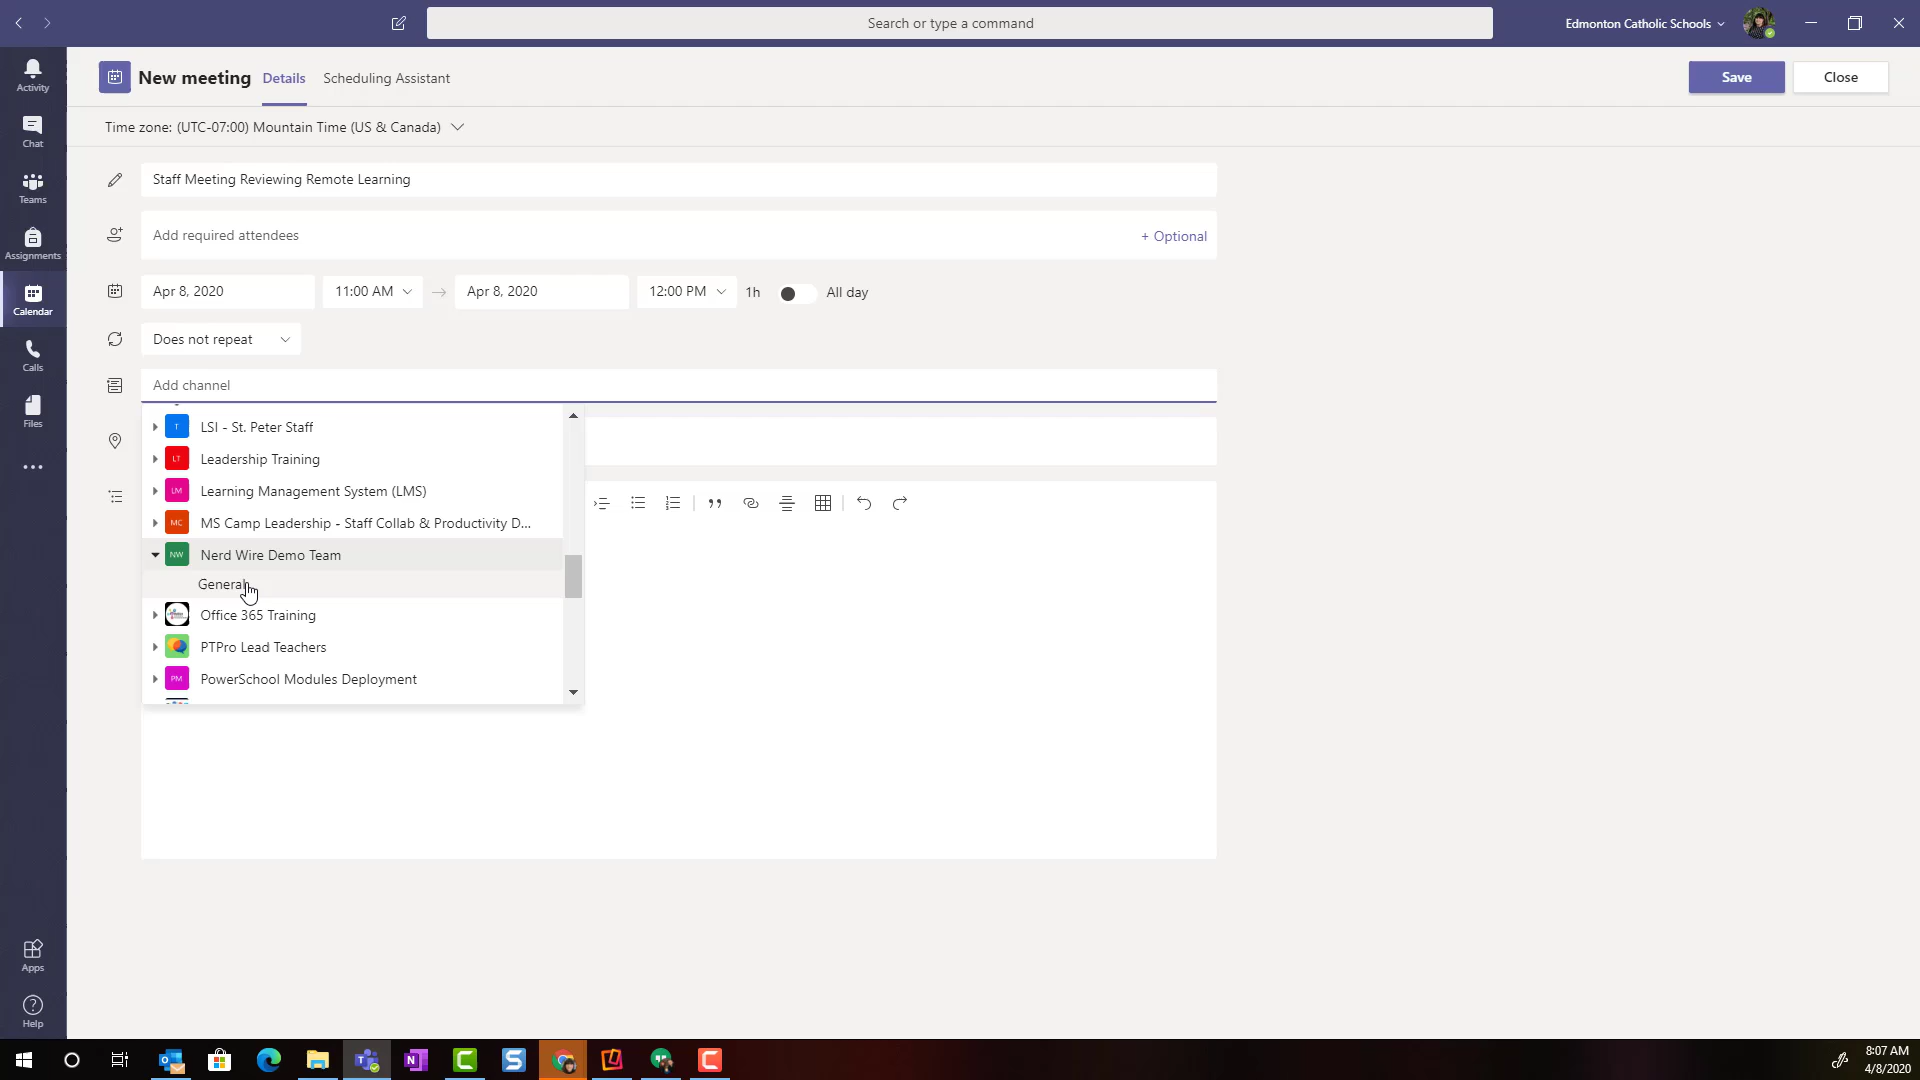 Search or type a command
Edmonton Catholic Schools
Activity
Chat
Teams
Assignments
Calendar
Calls
Files
Apps
Help
New meeting
Details
Scheduling Assistant
Save
Close
Time zone: (UTC-07:00) Mountain Time (US & Canada)
Staff Meeting Reviewing Remote Learning
Add required attendees
+ Optional
Apr 8, 2020
11:00 AM
Apr 8, 2020
12:00 PM
1h
All day
Does not repeat
Add channel
T
LSI - St. Peter Staff
LT
Leadership Training
LM
Learning Management System (LMS)
MC
MS Camp Leadership - Staff Collab & Productivity D...
NW
Nerd Wire Demo Team
General
Office 365 Training
PTPro Lead Teachers
PM
PowerSchool Modules Deployment
8:07 AM
4/8/2020